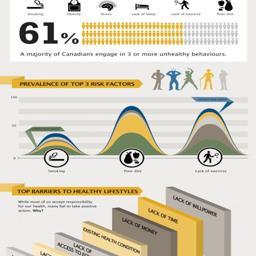 Smoking Obesity Stress Lack of sleep Lack of exercise Poor diet
61%
A majority of Canadians engage in 3 or more unhealthy behaviours.
PREVALENCE OF TOP 3 RISK FACTORS
100
50
0
Smoking Poor diet Lack of exercise
TOP BARRIERS TO HEALTHY LIFESTYLES
While most of us accept responsibility
for our health, many fail to take positive
action. Why?
LACK OF WILLPOWER
LACK OF TIME
LACK OF MONEY
EXISTING HEALTH CONDITION
LACK OF
ACCESS TO